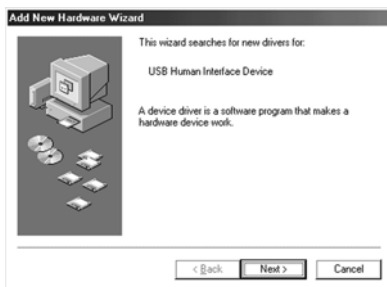 Add New Hardware Wizard
This wizard searches for new drivers for:
USB Human Interface Device
A device driver is a software program that makes a
hardware device work.
< Back
Next >
Cancel